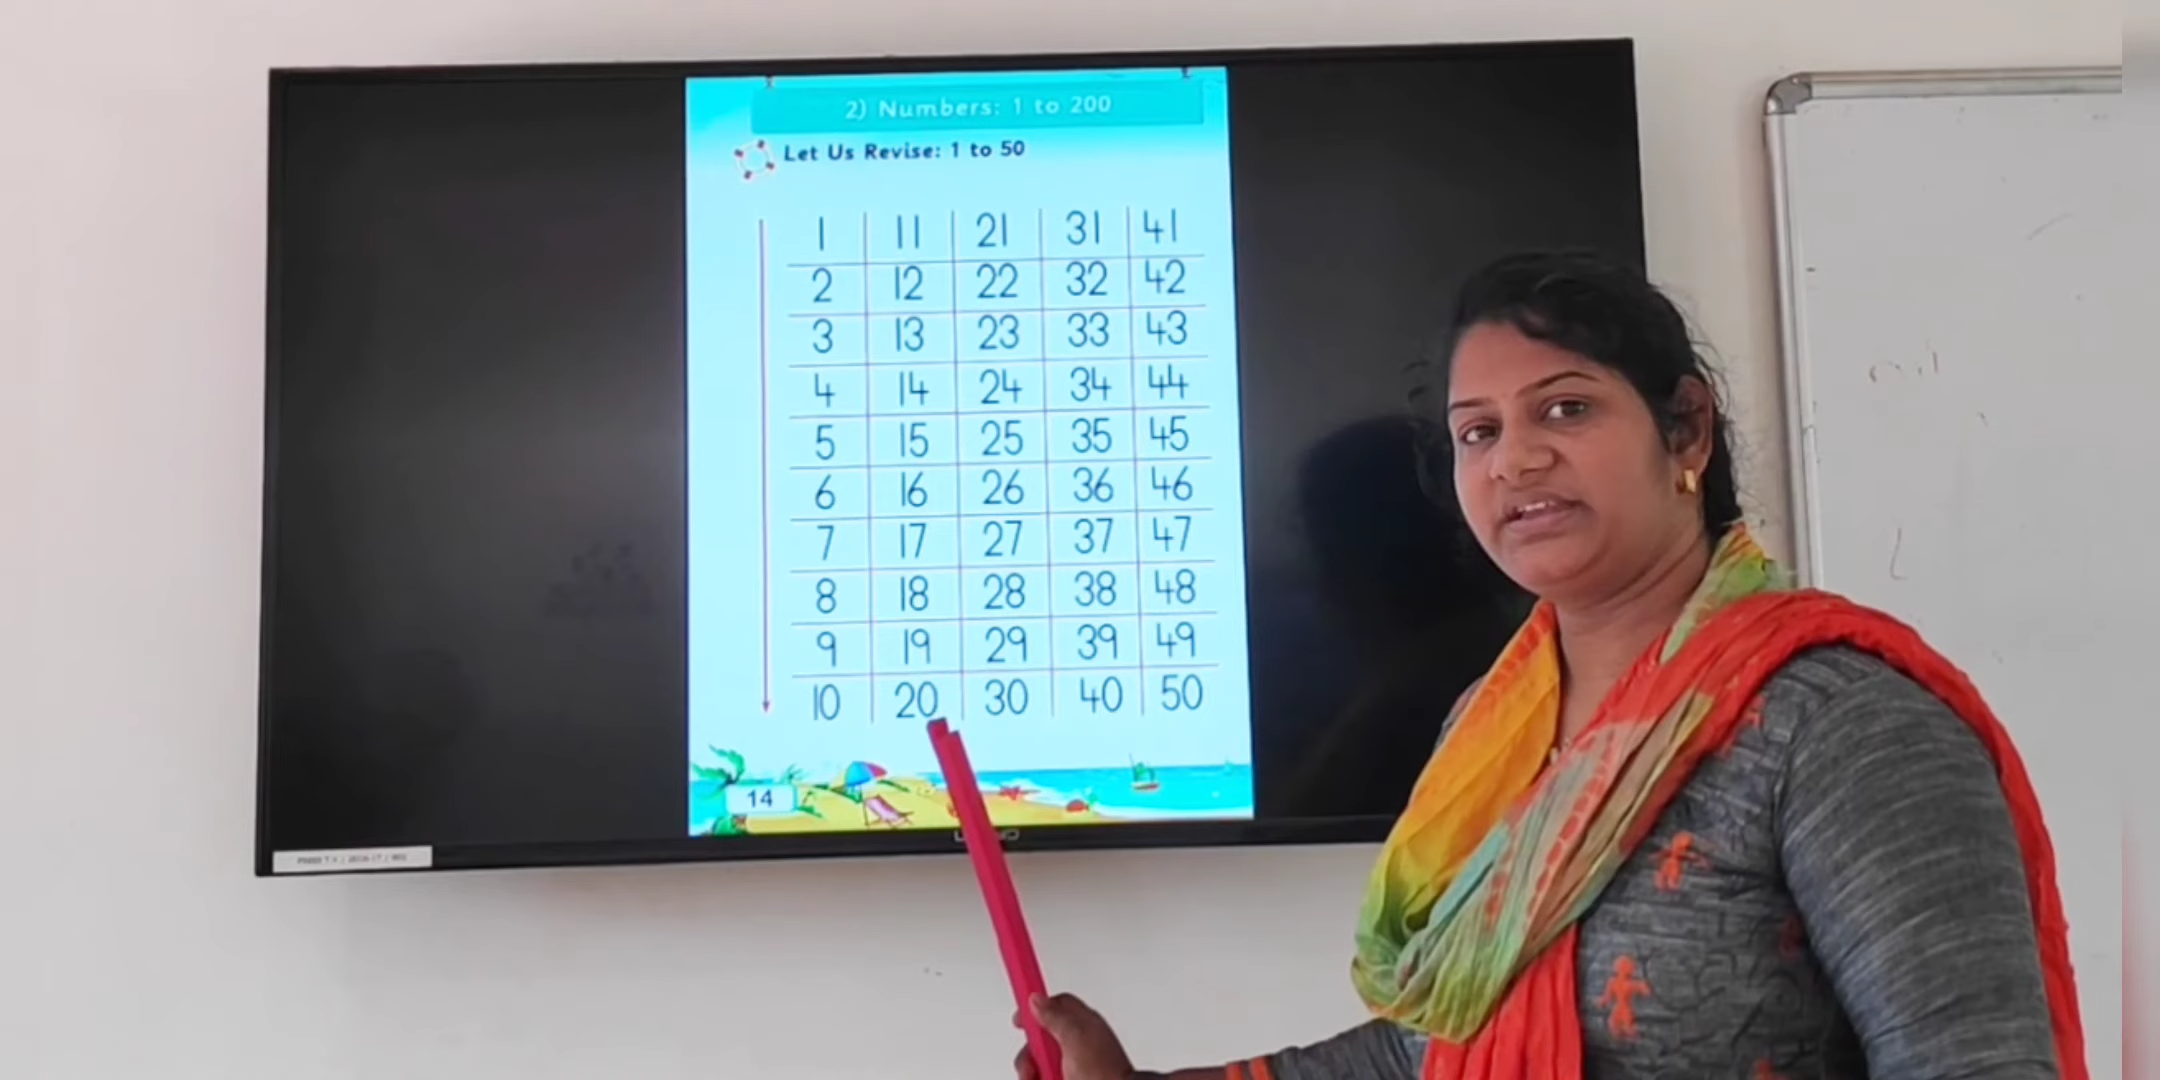 2) Numbers: 1 to 200
Let Us Revise: 1 to 50
1 11 21 31 41
2 12 22 32 42
3 13 23 33 43
4 14 24 34 44
5 15 25 35 45
6 16 26 36 46
7 17 27 37 47
8 18 28 38 48
9 19 29 39 49
10 20 30 40 50
14